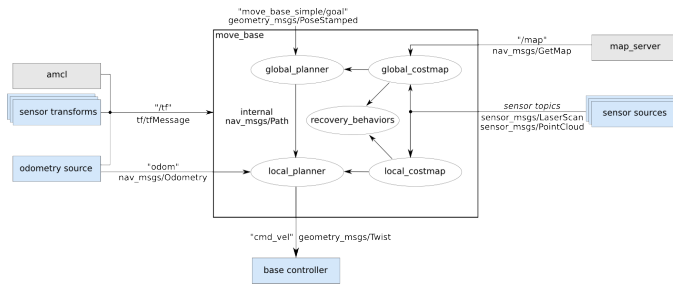 "move_base_simple/goal"
geometry_msgs/PoseStamped
move_base
"/map"
nav_msgs/GetMap
map_server
amcl
global_planner
global_costmap
sensor transforms
"/tf"
tf/tfMessage
internal
nav_msgs/Path
recovery_behaviors
sensor topics
sensor_msgs/LaserScan
sensor_msgs/PointCloud
sensor sources
odometry source
"odom"
nav_msgs/Odometry
local_planner
local_costmap
"cmd_vel" geometry_msgs/Twist
base controller